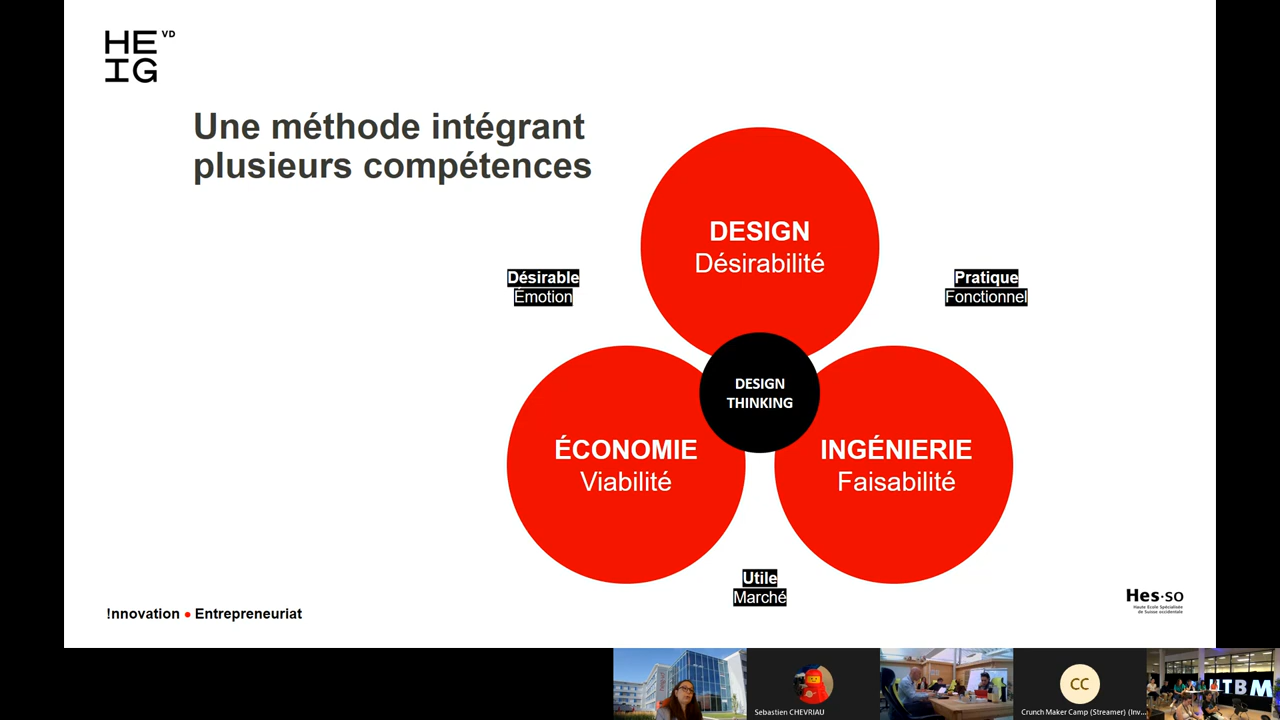 HE VD
IG
Une méthode intégrant
plusieurs compétences
DESIGN
Désirabilité
Désirable
Émotion
Pratique
Fonctionnel
DESIGN
THINKING
ÉCONOMIE
Viabilité
INGÉNIERIE
Faisabilité
Utile
Marché
!nnovation • Entrepreneuriat
Hes·so
Haute Ecole Spécialisée
de Suisse occidentale
Sebastien CHEVRIAU
CC
Crunch Maker Camp (Streamer) (Inv...
UTBM